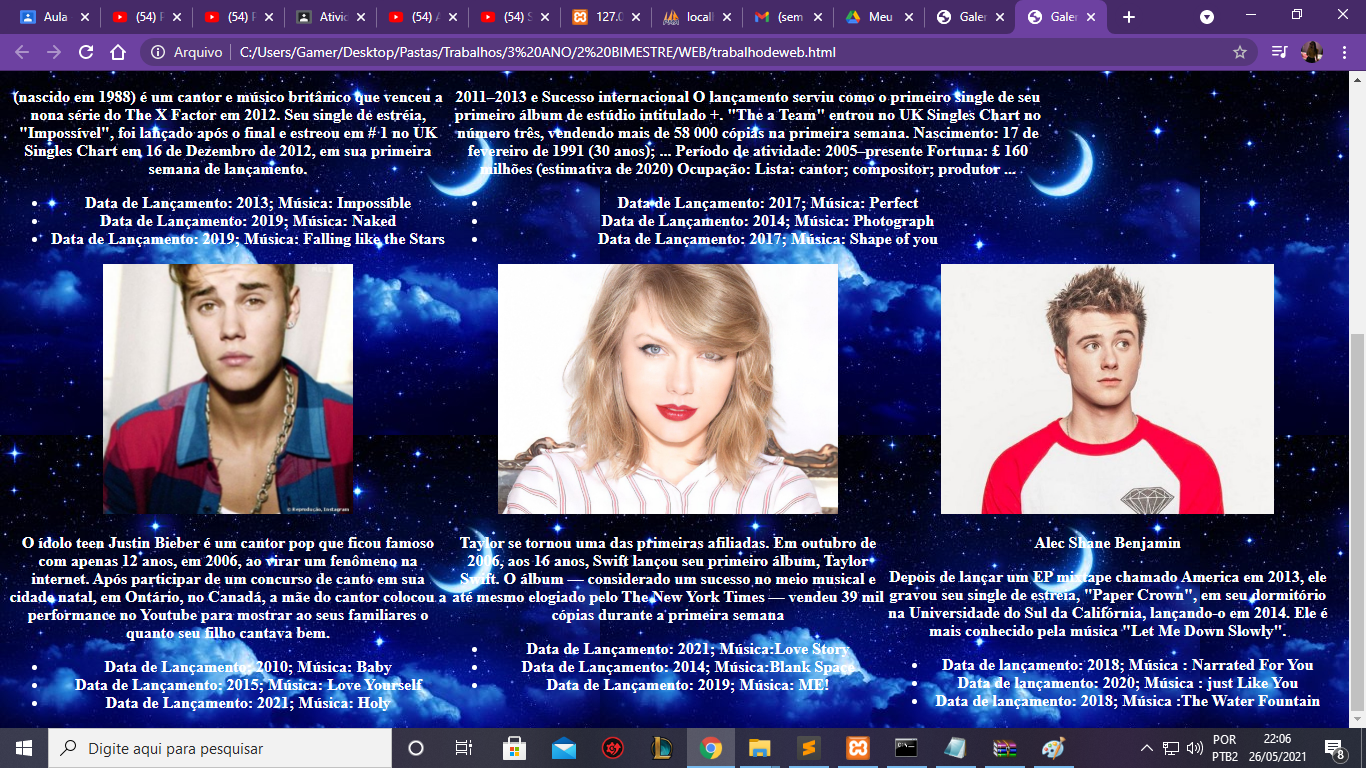 Aula
(54) F
(54) F
Ativid
(54) A
(54) S
127.0
locall
(sem
Meu
Galer
Galer
Arquivo
C:/Users/Gamer/Desktop/Pastas/Trabalhos/3%20ANO/2%20BIMESTRE/WEB/trabalhodeweb.html
(nascido em 1988) é um cantor e músico britânico que venceu a
nona série do The X Factor em 2012. Seu single de estréia,
"Impossível", foi lançado após o final e estreou em # 1 no UK
Singles Chart em 16 de Dezembro de 2012, em sua primeira
semana de lançamento.
Data de Lançamento: 2013; Música: Impossíble
Data de Lançamento: 2019; Música: Naked
Data de Lançamento: 2019; Música: Falling like the Stars
2011–2013 e Sucesso internacional O lançamento serviu como o primeiro single de seu
primeiro álbum de estúdio intitulado +. "The a Team" entrou no UK Singles Chart no
número três, vendendo mais de 58 000 cópias na primeira semana. Nascimento: 17 de
fevereiro de 1991 (30 anos); ... Período de atividade: 2005–presente Fortuna: £ 160
milhões (estimativa de 2020) Ocupação: Lista: cantor; compositor; produtor ...
Data de Lançamento: 2017; Música: Perfect
Data de Lançamento: 2014; Música: Photograph
Data de Lançamento: 2017; Música: Shape of you
© Reprodução, Instagram
O ídolo teen Justin Bieber é um cantor pop que ficou famoso
com apenas 12 anos, em 2006, ao virar um fenômeno na
internet. Após participar de um concurso de canto em sua
cidade natal, em Ontário, no Canadá, a mãe do cantor colocou a
performance no Youtube para mostrar ao seus familiares o
quanto seu filho cantava bem.
Data de Lançamento: 2010; Música: Baby
Data de Lançamento: 2015; Música: Love Yourself
Data de Lançamento: 2021; Música: Holy
Taylor se tornou uma das primeiras afiliadas. Em outubro de
2006, aos 16 anos, Swift lançou seu primeiro álbum, Taylor
Swift. O álbum — considerado um sucesso no meio musical e
até mesmo elogiado pelo The New York Times — vendeu 39 mil
cópias durante a primeira semana
Data de Lançamento: 2021; Música:Love Story
Data de Lançamento: 2014; Música:Blank Space
Data de Lançamento: 2019; Música: ME!
Alec Shane Benjamin
Depois de lançar um EP mixtape chamado America em 2013, ele
gravou seu single de estreia, "Paper Crown", em seu dormitório
na Universidade do Sul da Califórnia, lançando-o em 2014. Ele é
mais conhecido pela música "Let Me Down Slowly".
Data de lançamento: 2018; Música : Narrated For You
Data de lançamento: 2020; Música : just Like You
Data de lançamento: 2018; Música :The Water Fountain
Digite aqui para pesquisar
POR
PTB2
22:06
26/05/2021
8